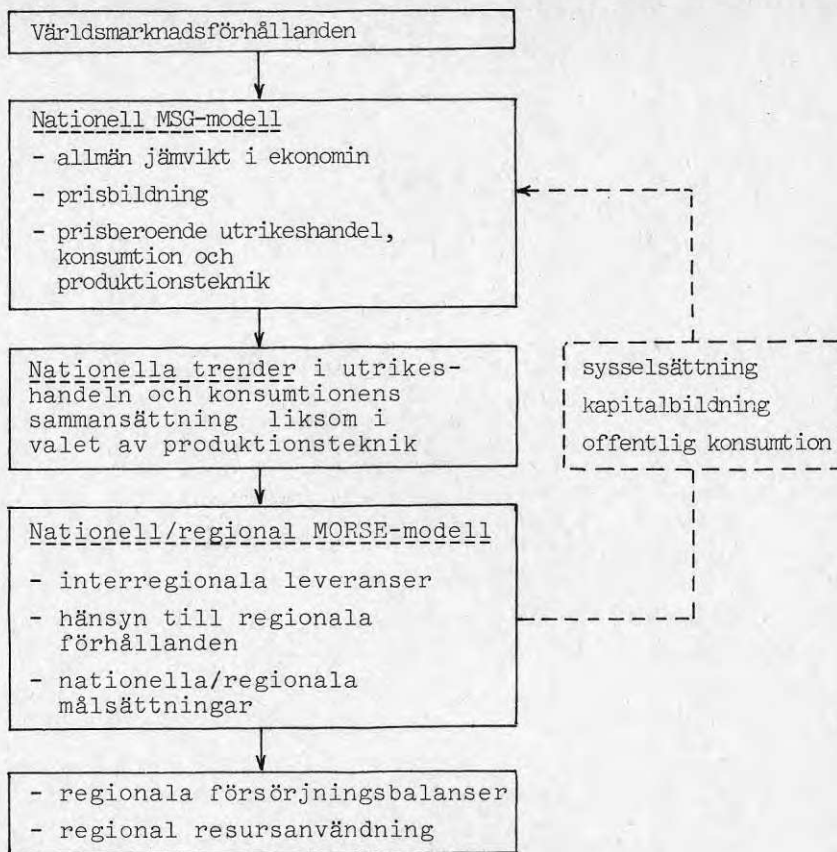 Världsmarknadsförhållanden
Nationell MSG-modell
- allmän jämvikt i ekonomin
- prisbildning
- prisberoende utrikeshandel,
konsumtion och
produktionsteknik
Nationella trender i utrikes-
handeln och konsumtionens
sammansättning liksom i
valet av produktionsteknik
Nationell/regional MORSE-modell
- interregionala leveranser
- hänsyn till regionala
förhållanden
- nationella/regionala
målsättningar
- regionala försörjningsbalanser
- regional resursanvändning
sysselsättning
kapitalbildning
offentlig konsumtion